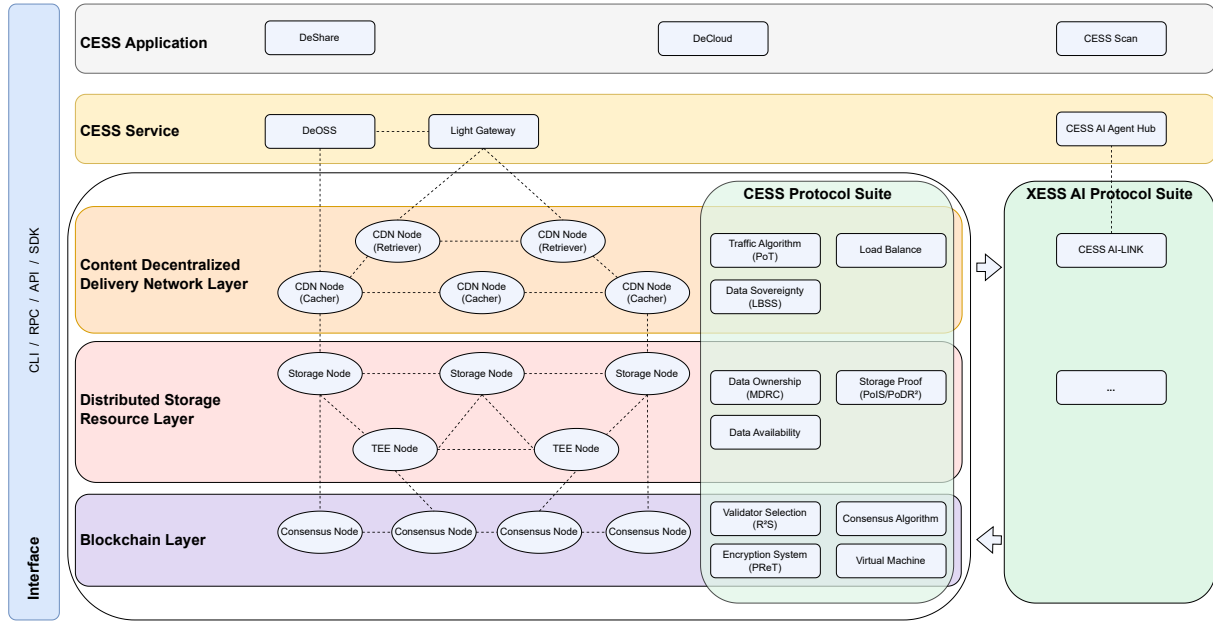 CESS Application
DeShare
DeCloud
CESS Scan
CESS Service
DeOSS
Light Gateway
CESS AI Agent Hub
CLI / RPC / API / SDK
Interface
CESS Protocol Suite
XESS AI Protocol Suite
Content Decentralized
Delivery Network Layer
CDN Node
(Retriever)
CDN Node
(Retriever)
CDN Node
(Cacher)
CDN Node
(Cacher)
CDN Node
(Cacher)
Traffic Algorithm
(PoT)
Load Balance
Data Sovereignty
(LBSS)
CESS AI-LINK
Distributed Storage
Resource Layer
Storage Node
Storage Node
Storage Node
TEE Node
TEE Node
Data Ownership
(MDRC)
Storage Proof
(PoIS/PoDR²)
Data Availability
...
Blockchain Layer
Consensus Node
Consensus Node
Consensus Node
Consensus Node
Validator Selection
(R²S)
Consensus Algorithm
Encryption System
(PReT)
Virtual Machine